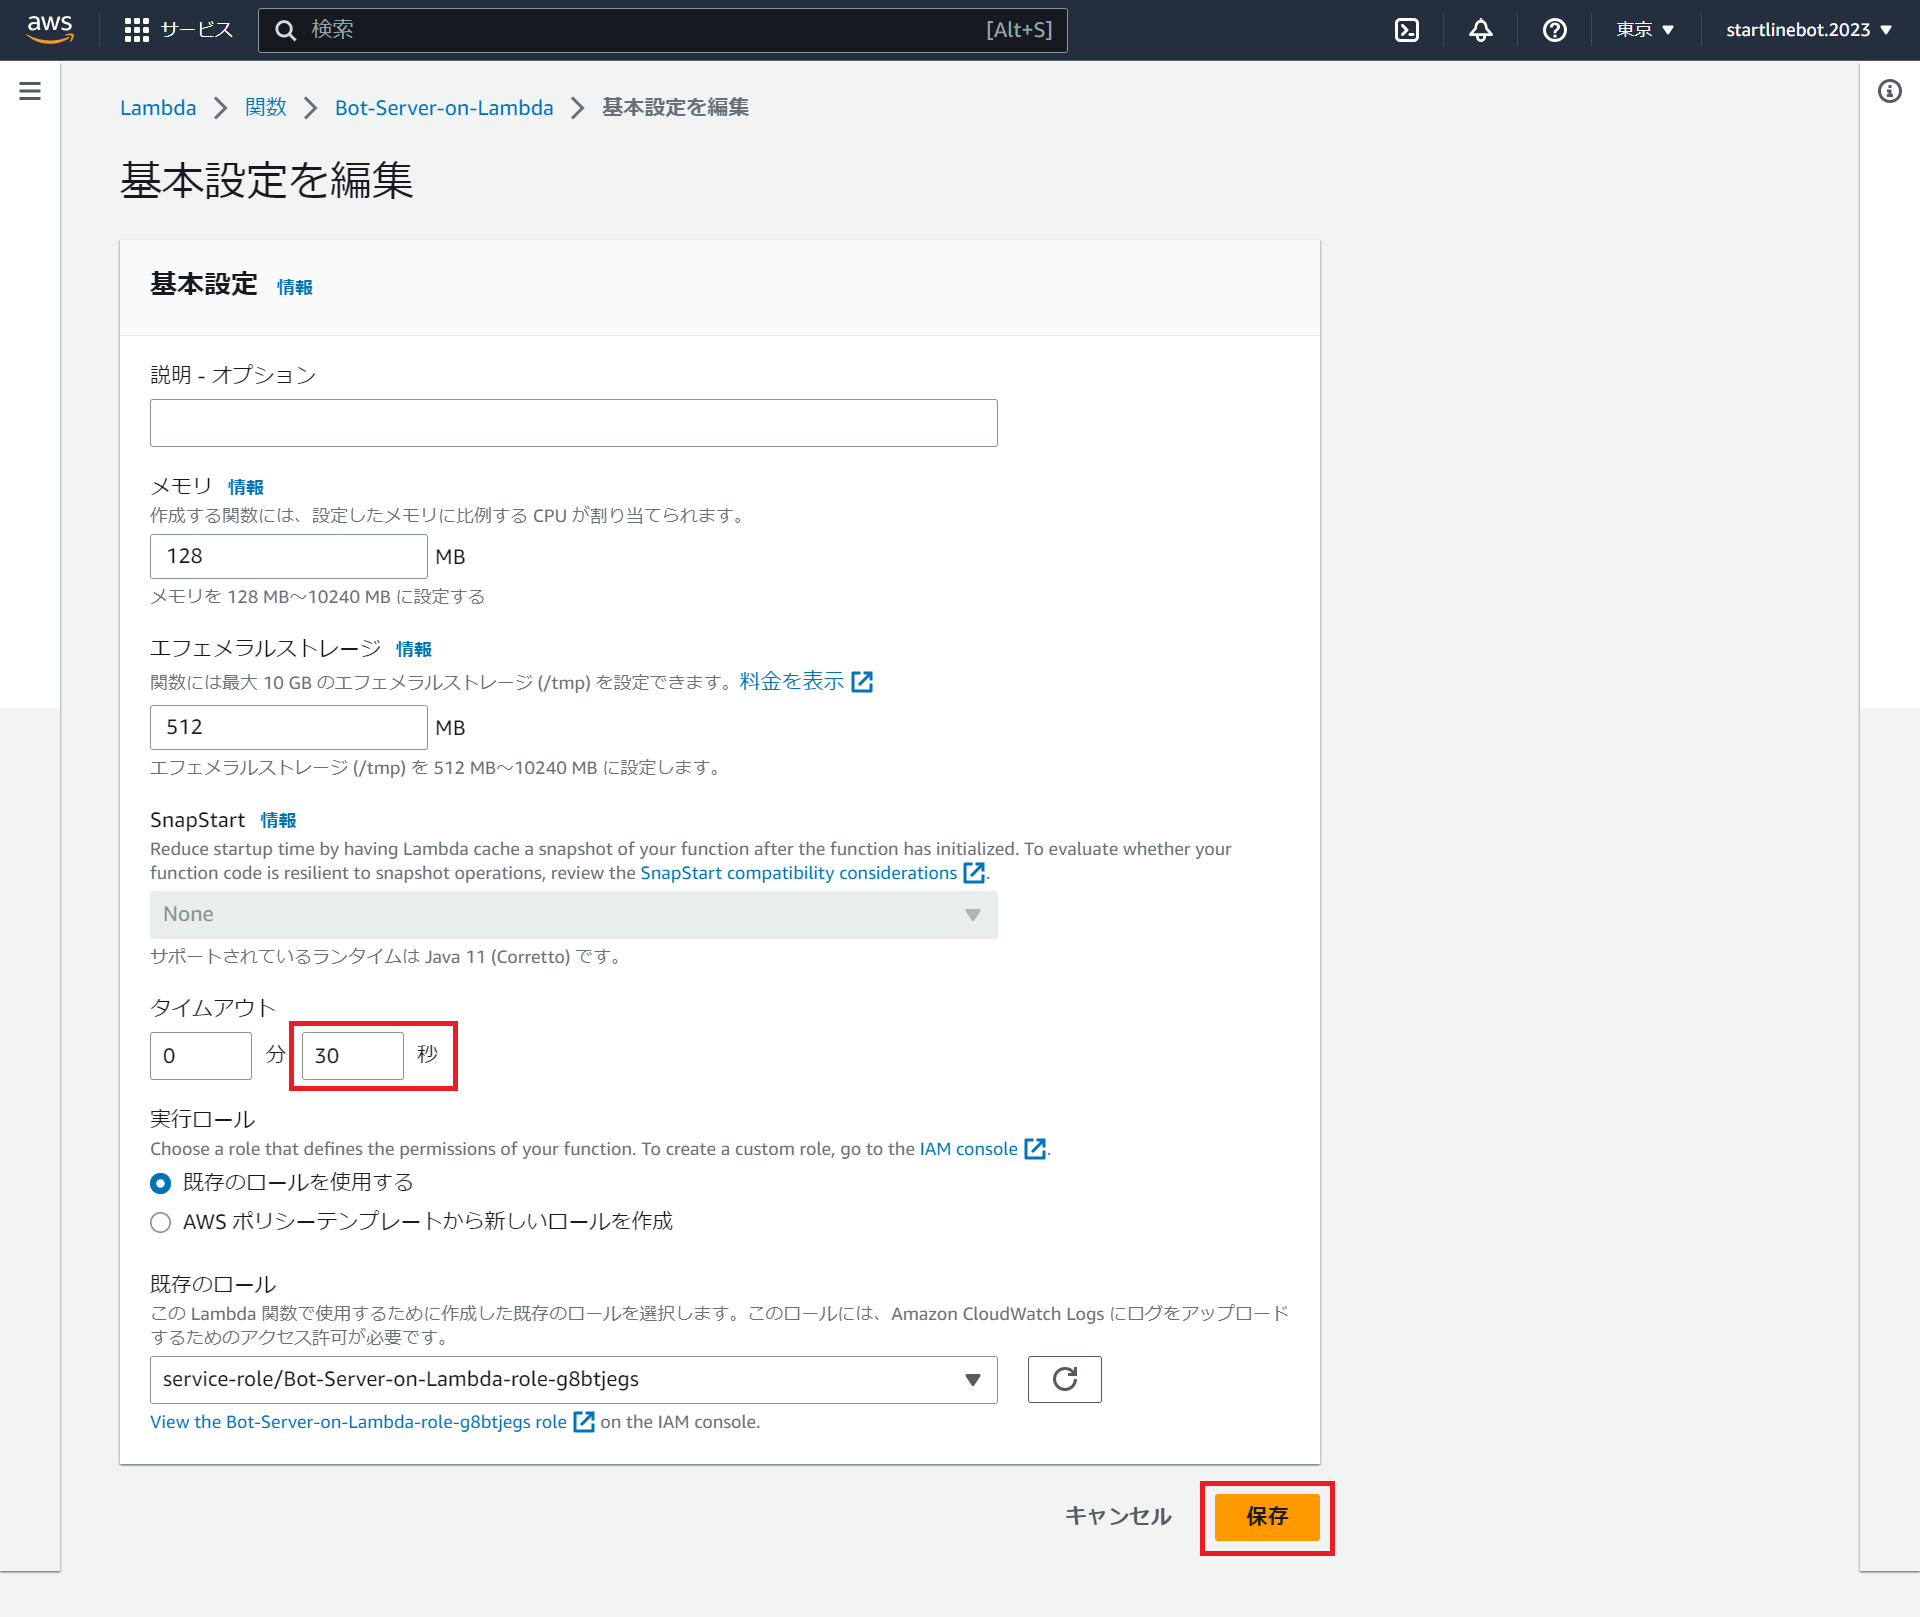 aws
サービス
検索
[Alt+S]
東京
startlinebot.2023
Lambda
関数
Bot-Server-on-Lambda
基本設定を編集
基本設定を編集
基本設定 情報
説明 - オプション
メモリ 情報
作成する関数には、設定したメモリに比例する CPU が割り当てられます。
128 MB
メモリを 128 MB～10240 MB に設定する
エフェメラルストレージ 情報
関数には最大 10 GB のエフェメラルストレージ (/tmp) を設定できます。料金を表示
512 MB
エフェメラルストレージ (/tmp) を 512 MB～10240 MB に設定します。
SnapStart 情報
Reduce startup time by having Lambda cache a snapshot of your function after the function has initialized. To evaluate whether your
function code is resilient to snapshot operations, review the SnapStart compatibility considerations.
None
サポートされているランタイムは Java 11 (Corretto) です。
タイムアウト
0 分 30 秒
実行ロール
Choose a role that defines the permissions of your function. To create a custom role, go to the IAM console.
既存のロールを使用する
AWS ポリシーテンプレートから新しいロールを作成
既存のロール
この Lambda 関数で使用するために作成した既存のロールを選択します。このロールには、Amazon CloudWatch Logs にログをアップロード
するためのアクセス許可が必要です。
service-role/Bot-Server-on-Lambda-role-g8btjegs
View the Bot-Server-on-Lambda-role-g8btjegs role on the IAM console.
キャンセル
保存